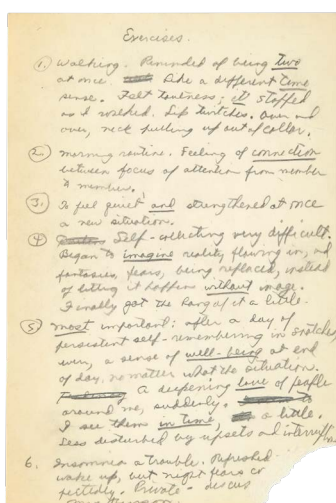 Exercises.
1. Walking. Reminded of being two
at once. Like a different time
sense. Felt tenseness; it stopped
as I walked. Lip twitches. Over and
over, neck pulling up out of collar.
2. Morning routine. Feeling of connection
between focus of attention from member
to member.
3. To feel quiet and strengthened at once
in a new situation.
4. Self-collecting very difficult.
Began to imagine reality flowing in, and
fantasies, fears, being replaced, instead
of letting it happen without image.
Finally got the hang of it a little.
5. Most important: after a day of
persistent self-remembering in snatches,
even, a sense of well-being at end
of day, no matter what the situation.
A deepening love of people
around me, suddenly.
I see them in time, a little.
Less disturbed by upsets and
6. Insomnia a trouble. Refreshed
wake up, but night fears or
Private -